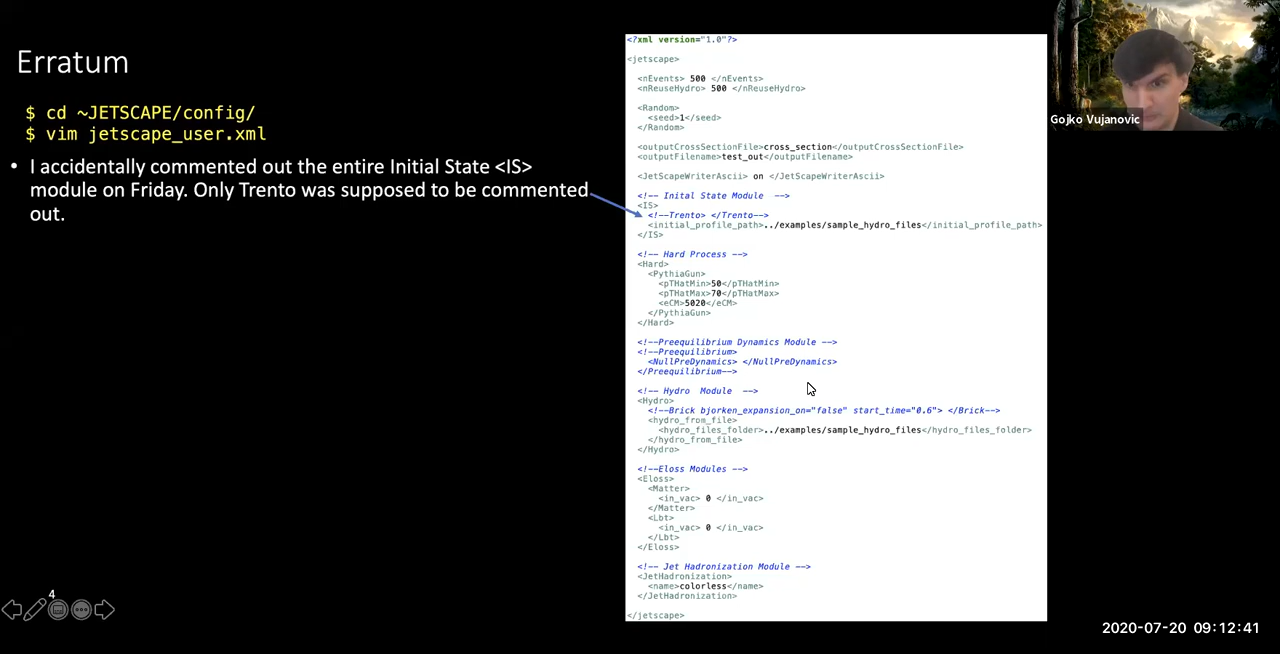 Erratum
$ cd ~JETSCAPE/config/
$ vim jetscape_user.xml
• I accidentally commented out the entire Initial State <IS>
module on Friday. Only Trento was supposed to be commented
out.
<?xml version="1.0"?>
<jetscape>
<nEvents> 500 </nEvents>
<nReuseHydro> 500 </nReuseHydro>
<Random>
<seed>1</seed>
</Random>
<outputCrossSectionFile>cross_section</outputCrossSectionFile>
<outputFilename>test_out</outputFilename>
<JetScapeWriterAscii> on </JetScapeWriterAscii>
<!-- Inital State Module -->
<IS>
<!--Trento> </Trento-->
<initial_profile_path>../examples/sample_hydro_files</initial_profile_path>
</IS>
<!-- Hard Process -->
<Hard>
<PythiaGun>
<pTHatMin>50</pTHatMin>
<pTHatMax>70</pTHatMax>
<eCM>5020</eCM>
</PythiaGun>
</Hard>
<!--Preequilibrium Dynamics Module -->
<!--Preequilibrium>
<NullPreDynamics> </NullPreDynamics>
</Preequilibrium-->
<!-- Hydro Module -->
<Hydro>
<!--Brick bjorken_expansion_on="false" start_time="0.6"> </Brick-->
<hydro_from_file>
<hydro_files_folder>../examples/sample_hydro_files</hydro_files_folder>
</hydro_from_file>
</Hydro>
<!--Eloss Modules -->
<Eloss>
<Matter>
<in_vac> 0 </in_vac>
</Matter>
<Lbt>
<in_vac> 0 </in_vac>
</Lbt>
</Eloss>
<!-- Jet Hadronization Module -->
<JetHadronization>
<name>colorless</name>
</JetHadronization>
</jetscape>
Gojko Vujanovic
4
2020-07-20 09:12:41